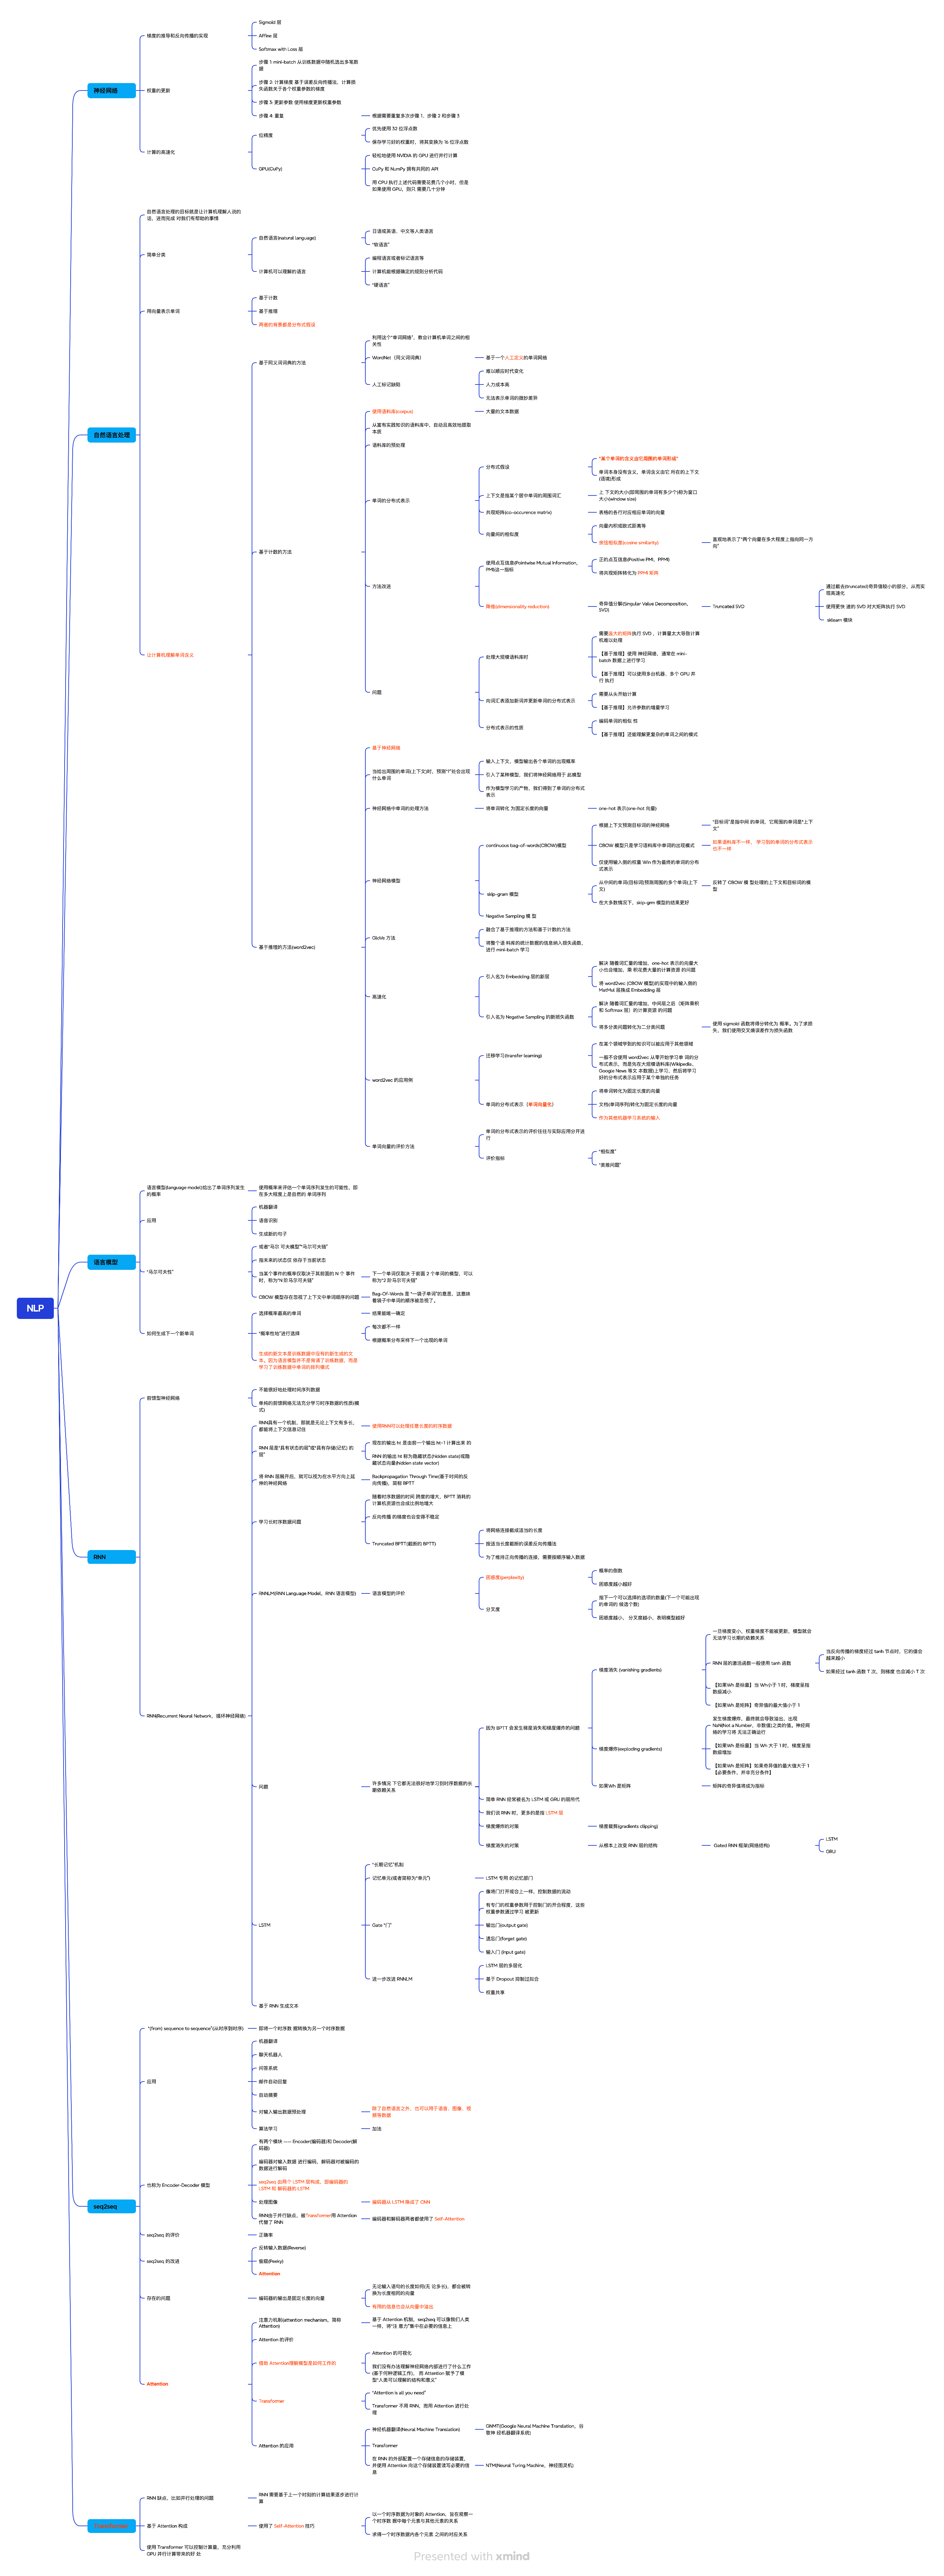 NLP
神经网络
梯度的推导和反向传播的实现
Sigmoid 层
Affine 层
Softmax with Loss 层
权重的更新
步骤 1: mini-batch 从训练数据中随机选出多笔数
据
步骤 2: 计算梯度 基于误差反向传播法，计算损
失函数关于各个权重参数的梯度
步骤 3: 更新参数 使用梯度更新权重参数
步骤 4: 重复
根据需要重复多次步骤 1、步骤 2 和步骤 3
计算的高速化
位精度
优先使用 32 位浮点数
保存学习好的权重时，将其变换为 16 位浮点数
GPU(CuPy)
轻松地使用 NVIDIA 的 GPU 进行并行计算
CuPy 和 NumPy 拥有共同的 API
用 CPU 执行上述代码需要花费几个小时，但是
如果使用 GPU，则只 需要几十分钟
自然语言处理
自然语言处理的目标就是让计算机理解人说的
话，进而完成 对我们有帮助的事情
简单分类
自然语言(natural language)
日语或英语、中文等人类语言
“软语言”
计算机可以理解的语言
编程语言或者标记语言等
计算机能根据确定的规则分析代码
“硬语言”
用向量表示单词
基于计数
基于推理
两者的背景都是分布式假设
让计算机理解单词含义
基于同义词词典的方法
利用这个“单词网络”，教会计算机单词之间的相
关性
WordNet（同义词词典）
基于一个人工定义的单词网络
人工标记缺陷
难以顺应时代变化
人力成本高
无法表示单词的微妙差异
基于计数的方法
使用语料库(corpus)
大量的文本数据
从富有实践知识的语料库中，自动且高效地提取
本质
语料库的预处理
单词的分布式表示
分布式假设
“某个单词的含义由它周围的单词形成”
单词本身没有含义，单词含义由它 所在的上下文
(语境)形成
上下文是指某个居中单词的周围词汇
上 下文的大小(即周围的单词有多少个)称为窗口
大小(window size)
共现矩阵(co-occurence matrix)
表格的各行对应相应单词的向量
向量间的相似度
向量内积或欧式距离等
余弦相似度(cosine similarity)
直观地表示了“两个向量在多大程度上指向同一方
向”
方法改进
使用点互信息(Pointwise Mutual Information，
PMI)这一指标
正的点互信息(Positive PMI，PPMI)
将共现矩阵转化为 PPMI 矩阵
降维(dimensionality reduction)
奇异值分解(Singular Value Decomposition，
SVD)
Truncated SVD
通过截去(truncated)奇异值较小的部分，从而实
现高速化
使用更快 速的 SVD 对大矩阵执行 SVD
sklearn 模块
问题
处理大规模语料库时
需要庞大的矩阵执行 SVD ，计算量太大导致计算
机难以处理
【基于推理】使用 神经网络，通常在 mini-
batch 数据上进行学习
【基于推理】可以使用多台机器、多个 GPU 并
行 执行
向词汇表添加新词并更新单词的分布式表示
需要从头开始计算
【基于推理】允许参数的增量学习
分布式表示的性质
编码单词的相似 性
【基于推理】还能理解更复杂的单词之间的模式
基于推理的方法(word2vec)
基于神经网络
当给出周围的单词(上下文)时，预测“?”处会出现
什么单词
输入上下文，模型输出各个单词的出现概率
引入了某种模型，我们将神经网络用于 此模型
作为模型学习的产物，我们得到了单词的分布式
表示
神经网络中单词的处理方法
将单词转化 为固定长度的向量
one-hot 表示(one-hot 向量)
神经网络模型
continuous bag-of-words(CBOW)模型
根据上下文预测目标词的神经网络
“目标词”是指中间 的单词，它周围的单词是“上下
文”
CBOW 模型只是学习语料库中单词的出现模式
如果语料库不一样， 学习到的单词的分布式表示
也不一样
仅使用输入侧的权重 Win 作为最终的单词的分布
式表示
skip-gram 模型
从中间的单词(目标词)预测周围的多个单词(上下
文)
反转了 CBOW 模 型处理的上下文和目标词的模
型
在大多数情况下，skip-grm 模型的结果更好
Negative Sampling 模 型
GloVe 方法
融合了基于推理的方法和基于计数的方法
将整个语 料库的统计数据的信息纳入损失函数，
进行 mini-batch 学习
高速化
引入名为 Embedding 层的新层
解决 随着词汇量的增加，one-hot 表示的向量大
小也会增加，乘 积花费大量的计算资源 的问题
将 word2vec (CBOW 模型)的实现中的输入侧的
MatMul 层换成 Embedding 层
引入名为 Negative Sampling 的新损失函数
解决 随着词汇量的增加，中间层之后（矩阵乘积
和 Softmax 层）的计算资源 的问题
将多分类问题转化为二分类问题
使用 sigmoid 函数将得分转化为 概率。为了求损
失，我们使用交叉熵误差作为损失函数
word2vec 的应用例
迁移学习(transfer learning)
在某个领域学到的知识可以被应用于其他领域
一般不会使用 word2vec 从零开始学习单 词的分
布式表示，而是先在大规模语料库(Wikipedia、
Google News 等文 本数据)上学习，然后将学习
好的分布式表示应用于某个单独的任务
单词的分布式表示（单词向量化）
将单词转化为固定长度的向量
文档(单词序列)转化为固定长度的向量
作为其他机器学习系统的输入
单词向量的评价方法
单词的分布式表示的评价往往与实际应用分开进
行
评价指标
“相似度”
“类推问题”
语言模型
语言模型(language model)给出了单词序列发生
的概率
使用概率来评估一个单词序列发生的可能性，即
在多大程度上是自然的 单词序列
应用
机器翻译
语音识别
生成新的句子
“马尔可夫性”
或者“马尔 可夫模型”“马尔可夫链”
指未来的状态仅 依存于当前状态
当某个事件的概率仅取决于其前面的 N 个 事件
时，称为“N 阶马尔可夫链”
下一个单词仅取决 于前面 2 个单词的模型，可以
称为“2 阶马尔可夫链”
CBOW 模型存在忽视了上下文中单词顺序的问题
Bag-Of-Words 是 “一袋子单词”的意思，这意味
着袋子中单词的顺序被忽视了。
如何生成下一个新单词
选择概率最高的单词
结果能唯一确定
“概率性地”进行选择
每次都不一样
根据概率分布采样下一个出现的单词
生成的新文本是训练数据中没有的新生成的文
本。因为语言模型并不是背诵了训练数据，而是
学习了训练数据中单词的排列模式
RNN
前馈型神经网络
不能很好地处理时间序列数据
单纯的前馈网络无法充分学习时序数据的性质(模
式)
RNN(Recurrent Neural Network，循环神经网络)
RNN具有一个机制，那就是无论上下文有多长，
都能将上下文信息记住
使用RNN可以处理任意长度的时序数据
RNN 层是“具有状态的层”或“具有存储(记忆) 的
层”
现在的输出 ht 是由前一个输出 ht−1 计算出来 的
RNN 的输出 ht 称为隐藏状态(hidden state)或隐
藏状态向量(hidden state vector)
将 RNN 层展开后，就可以视为在水平方向上延
伸的神经网络
Backpropagation Through Time(基于时间的反
向传播)，简称 BPTT
学习长时序数据问题
随着时序数据的时间 跨度的增大，BPTT 消耗的
计算机资源也会成比例地增大
反向传播 的梯度也会变得不稳定
Truncated BPTT(截断的 BPTT)
将网络连接截成适当的长度
按适当长度截断的误差反向传播法
为了维持正向传播的连接，需要按顺序输入数据
RNNLM(RNN Language Model，RNN 语言模型)
语言模型的评价
困惑度(perplexity)
概率的倒数
困惑度越小越好
分叉度
指下一个可以选择的选项的数量(下一个可能出现
的单词的 候选个数)
困惑度越小， 分叉度越小，表明模型越好
问题
许多情况 下它都无法很好地学习到时序数据的长
期依赖关系
因为 BPTT 会发生梯度消失和梯度爆炸的问题
梯度消失 (vanishing gradients)
一旦梯度变小，权重梯度不能被更新，模型就会
无法学习长期的依赖关系
RNN 层的激活函数一般使用 tanh 函数
当反向传播的梯度经过 tanh 节点时，它的值会
越来越小
如果经过 tanh 函数 T 次，则梯度 也会减小 T 次
【如果Wh 是标量】当 Wh小于 1 时，梯度呈指
数级减小
【如果Wh 是矩阵】奇异值的最大值小于 1
梯度爆炸(exploding gradients)
发生梯度爆炸，最终就会导致溢出，出现
NaN(Not a Number，非数值)之类的值。神经网
络的学习将 无法正确运行
【如果Wh 是标量】当 Wh 大于 1 时，梯度呈指
数级增加
【如果Wh 是矩阵】如果奇异值的最大值大于 1
【必要条件，并非充分条件】
如果Wh 是矩阵
矩阵的奇异值将成为指标
简单 RNN 经常被名为 LSTM 或 GRU 的层所代
我们说 RNN 时，更多的是指 LSTM 层
梯度爆炸的对策
梯度裁剪(gradients clipping)
梯度消失的对策
从根本上改变 RNN 层的结构
Gated RNN 框架(网络结构)
LSTM
GRU
LSTM
“长期记忆”机制
记忆单元(或者简称为“单元”)
LSTM 专用 的记忆部门
Gate “门”
像将门打开或合上一样，控制数据的流动
有专门的权重参数用于控制门的开合程度，这些
权重参数通过学习 被更新
输出门(output gate)
遗忘门(forget gate)
输入门 (input gate)
进一步改进 RNNLM
LSTM 层的多层化
基于 Dropout 抑制过拟合
权重共享
基于 RNN 生成文本
seq2seq
“(from) sequence to sequence”(从时序到时序)
即将一个时序数 据转换为另一个时序数据
应用
机器翻译
聊天机器人
问答系统
邮件自动回复
自动摘要
对输入输出数据预处理
除了自然语言之外，也可以用于语音、图像、视
频等数据
算法学习
加法
也称为 Encoder-Decoder 模型
有两个模块 —— Encoder(编码器)和 Decoder(解
码器)
编码器对输入数据 进行编码，解码器对被编码的
数据进行解码
seq2seq 由两个 LSTM 层构成，即编码器的
LSTM 和 解码器的 LSTM
处理图像
编码器从 LSTM 换成了 CNN
RNN由于并行缺点，被Transformer用 Attention
代替了 RNN
编码器和解码器两者都使用了 Self-Attention
seq2seq 的评价
正确率
seq2seq 的改进
反转输入数据(Reverse)
偷窥(Peeky)
Attention
存在的问题
编码器的输出是固定长度的向量
无论输入语句的长度如何(无 论多长)，都会被转
换为长度相同的向量
有用的信息也会从向量中溢出
Attention
注意力机制(attention mechanism，简称
Attention)
基于 Attention 机制，seq2seq 可以像我们人类
一样，将“注 意力”集中在必要的信息上
Attention 的评价
借助 Attention理解模型是如何工作的
Attention 的可视化
我们没有办法理解神经网络内部进行了什么工作
(基于何种逻辑工作)， 而 Attention 赋予了模
型“人类可以理解的结构和意义”
Transformer
“Attention is all you need”
Transformer 不用 RNN，而用 Attention 进行处
理
Attention 的应用
神经机器翻译(Neural Machine Translation)
GNMT(Google Neural Machine Translation，谷
歌神 经机器翻译系统)
Transformer
在 RNN 的外部配置一个存储信息的存储装置，
并使用 Attention 向这个存储装置读写必要的信
息
NTM(Neural Turing Machine，神经图灵机)
Transformer
RNN 缺点，比如并行处理的问题
RNN 需要基于上一个时刻的计算结果逐步进行计
算
基于 Attention 构成
使用了 Self-Attention 技巧
以一个时序数据为对象的 Attention，旨在观察一
个时序数 据中每个元素与其他元素的关系
求得一个时序数据内各个元素 之间的对应关系
使用 Transformer 可以控制计算量，充分利用
GPU 并行计算带来的好 处
Presented with xmind